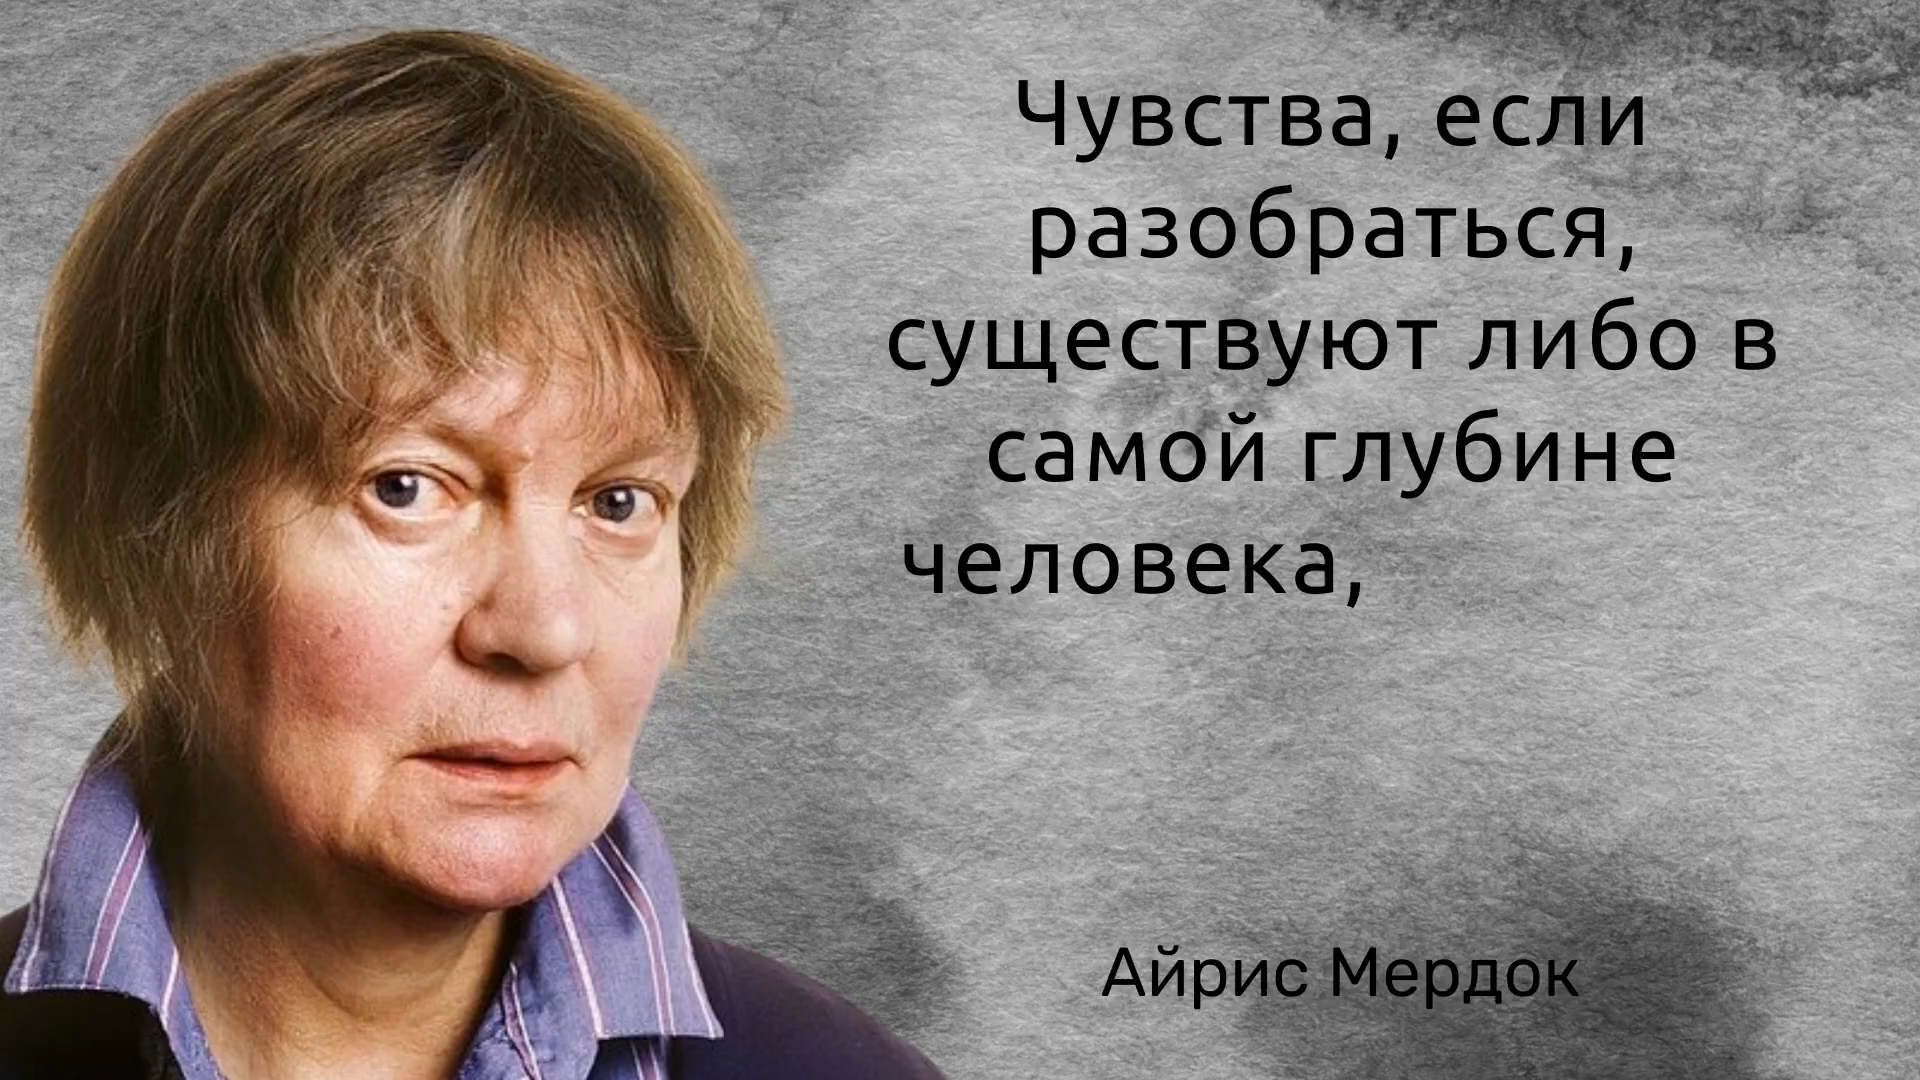 Чувства, если
разобраться,
существуют либо в
самой глубине
человека,
Айрис Мердок